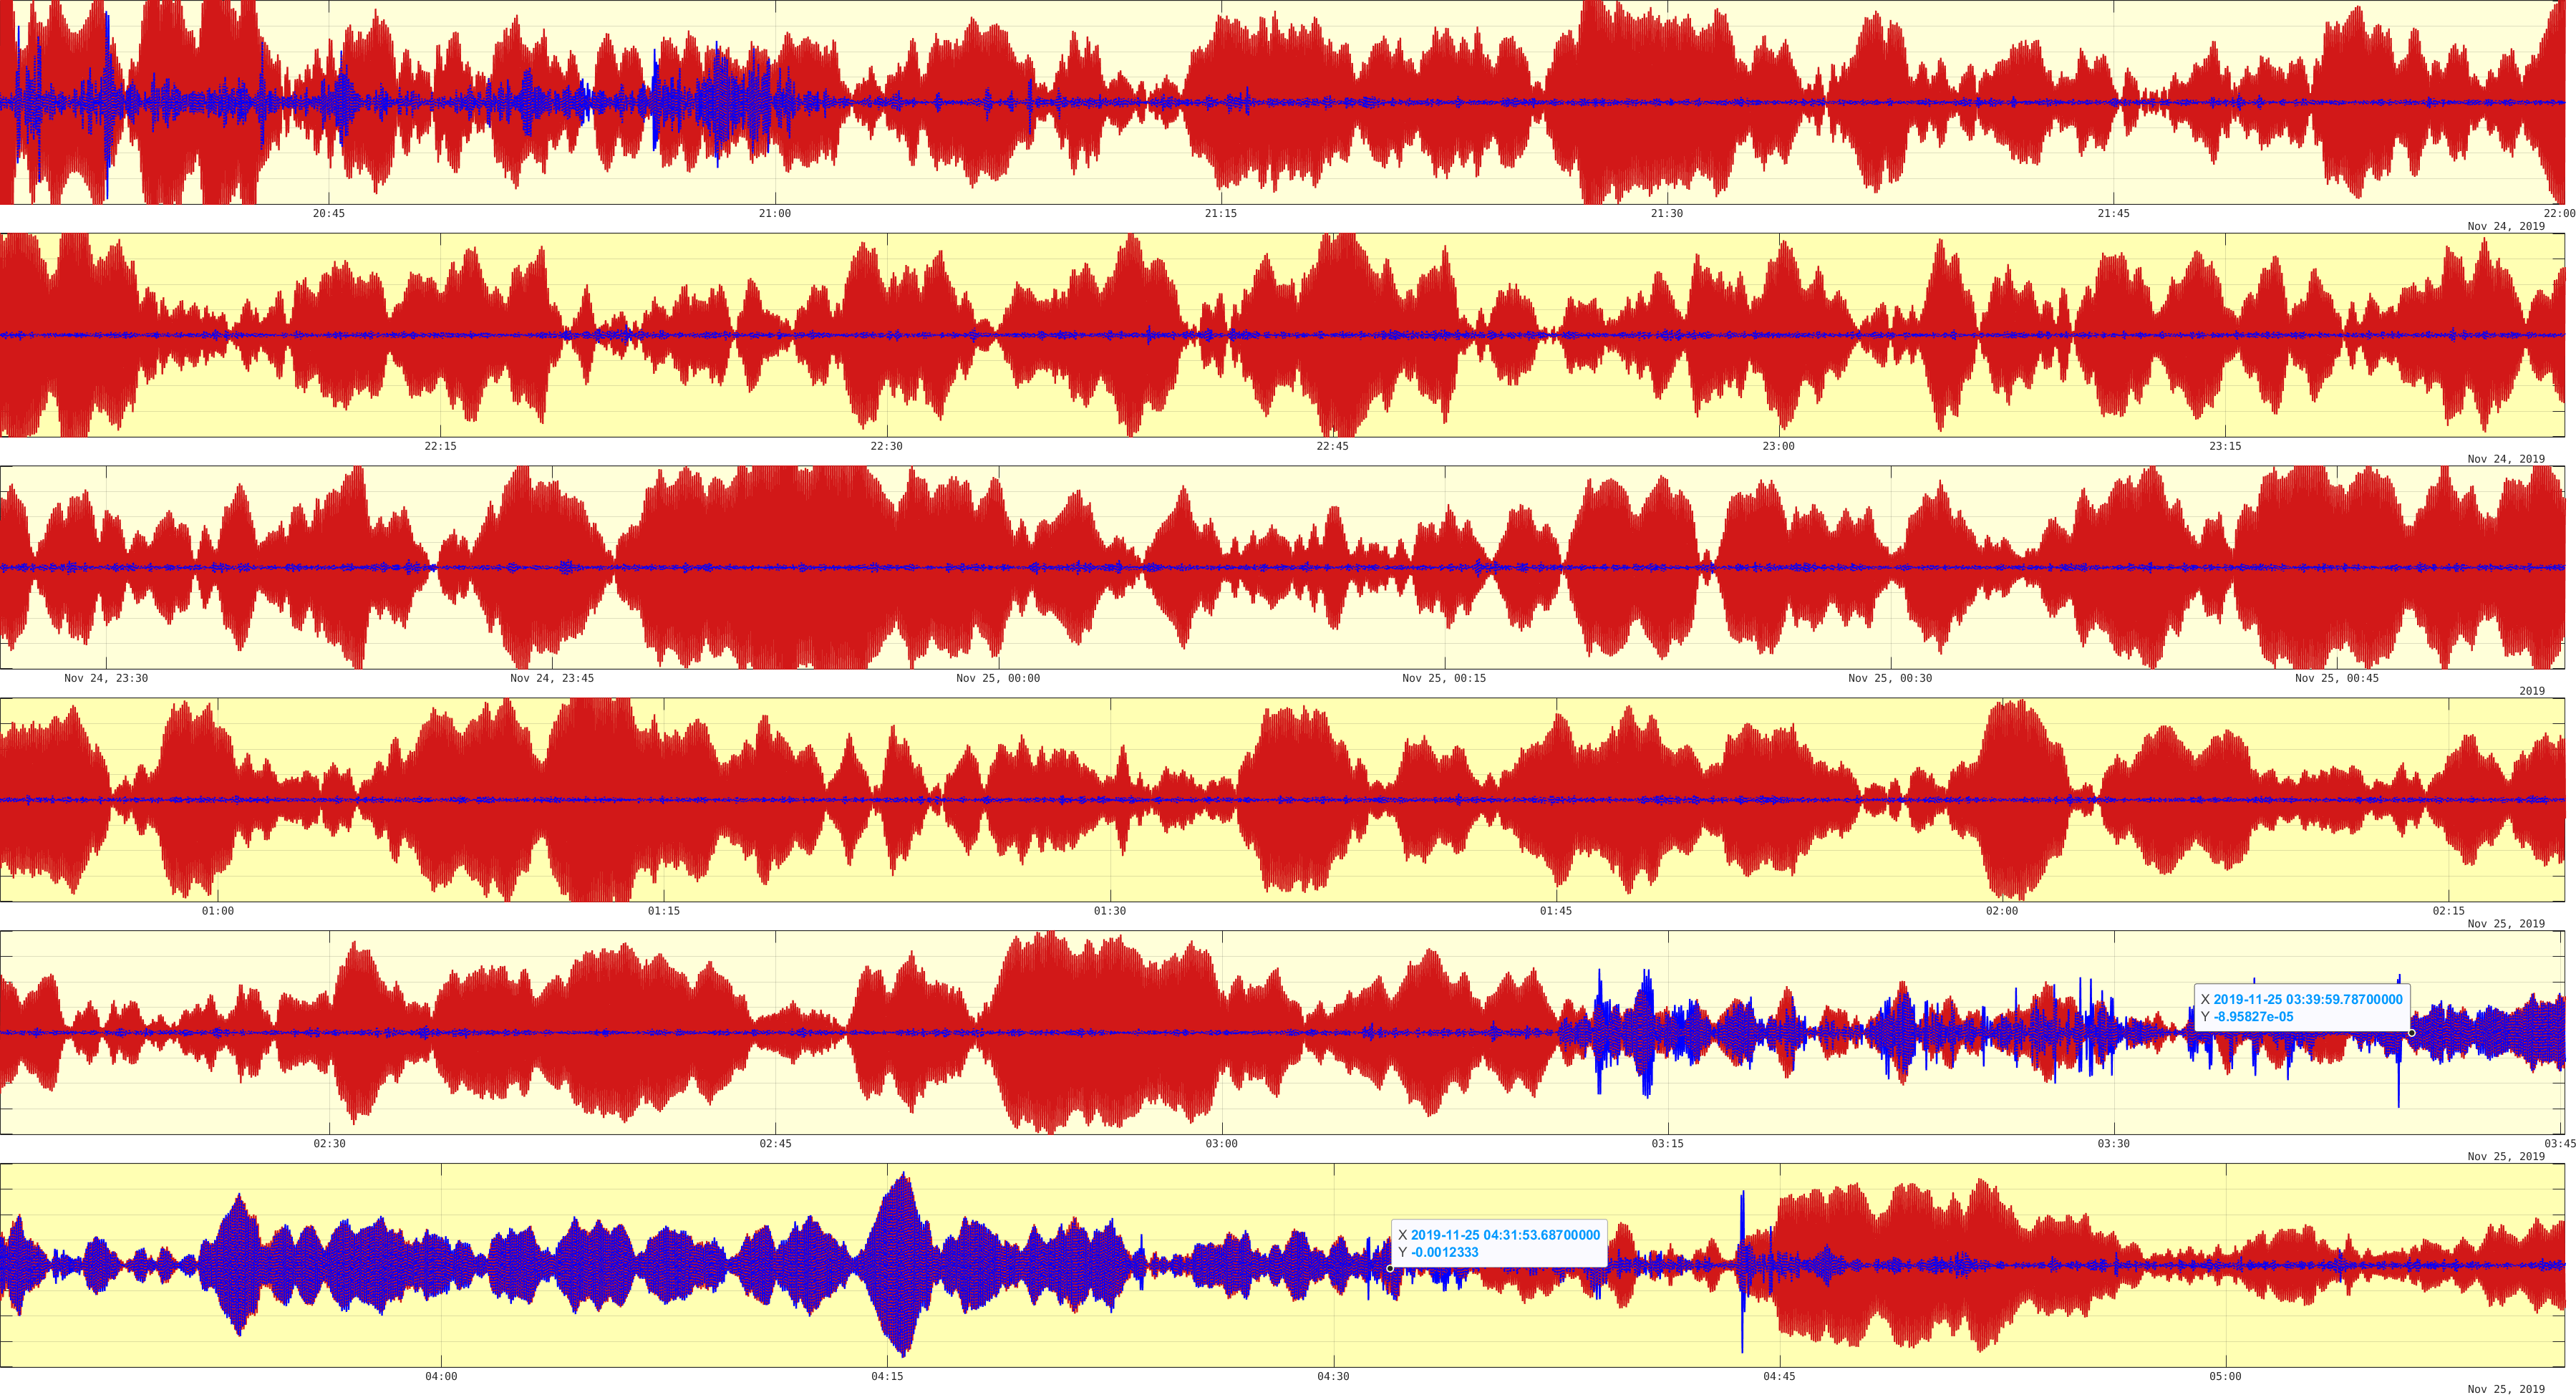 20:45 21:00 21:15 21:30 21:45 22:00
Nov 24, 2019
22:15 22:30 22:45 23:00 23:15
Nov 24, 2019
Nov 24, 23:30 Nov 24, 23:45 Nov 25, 00:00 Nov 25, 00:15 Nov 25, 00:30 Nov 25, 00:45
2019
01:00 01:15 01:30 01:45 02:00 02:15
Nov 25, 2019
X 2019-11-25 03:39:59.78700000
Y -8.95827e-05
02:30 02:45 03:00 03:15 03:30 03:45
Nov 25, 2019
X 2019-11-25 04:31:53.68700000
Y -0.0012333
04:00 04:15 04:30 04:45 05:00
Nov 25, 2019